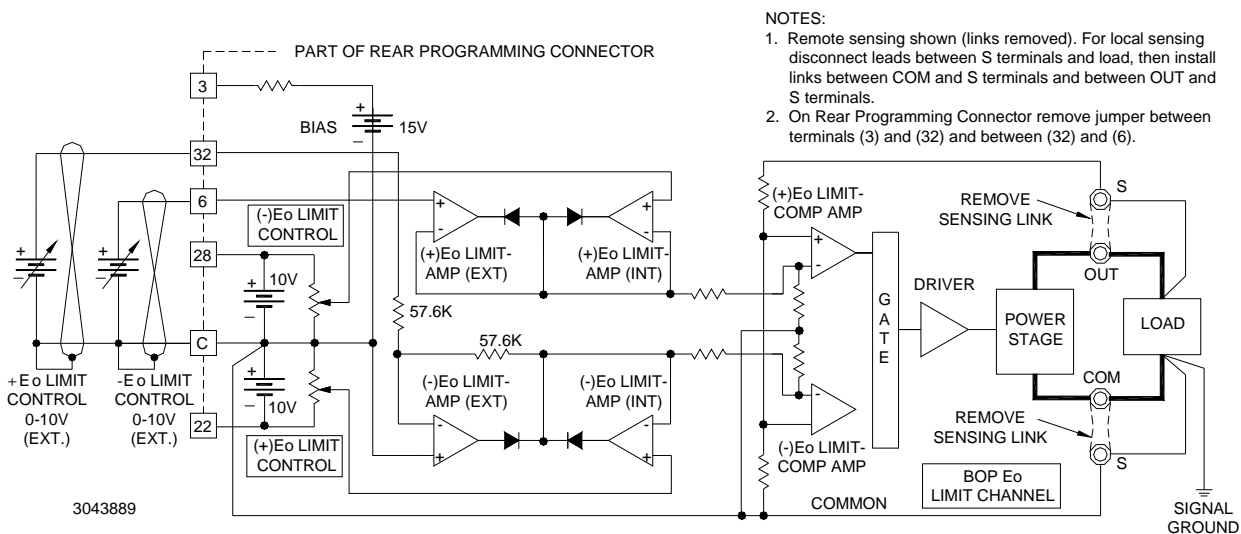 NOTES:
1. Remote sensing shown (links removed). For local sensing
disconnect leads between S terminals and load, then install
links between COM and S terminals and between OUT and
S terminals.
2. On Rear Programming Connector remove jumper between
terminals (3) and (32) and between (32) and (6).
PART OF REAR PROGRAMMING CONNECTOR
3
+
BIAS
15V
–
32
6
28
C
22
+
–
+
–
+Eo LIMIT
CONTROL
0-10V
(EXT.)
-Eo LIMIT
CONTROL
0-10V
(EXT.)
(-)Eo LIMIT
CONTROL
+
10V
–
+
10V
–
(+)Eo LIMIT
CONTROL
57.6K
57.6K
+
-
(+)Eo LIMIT-
AMP (EXT)
+
-
(+)Eo LIMIT-
AMP (INT)
(-)Eo LIMIT-
AMP (EXT)
-
+
(-)Eo LIMIT-
AMP (INT)
-
+
(+)Eo LIMIT-
COMP AMP
+
-
-
+
(-)Eo LIMIT-
COMP AMP
GATE
DRIVER
POWER
STAGE
REMOVE
SENSING LINK
S
OUT
LOAD
COM
REMOVE
SENSING LINK
S
BOP Eo
LIMIT CHANNEL
COMMON
SIGNAL
GROUND
3043889